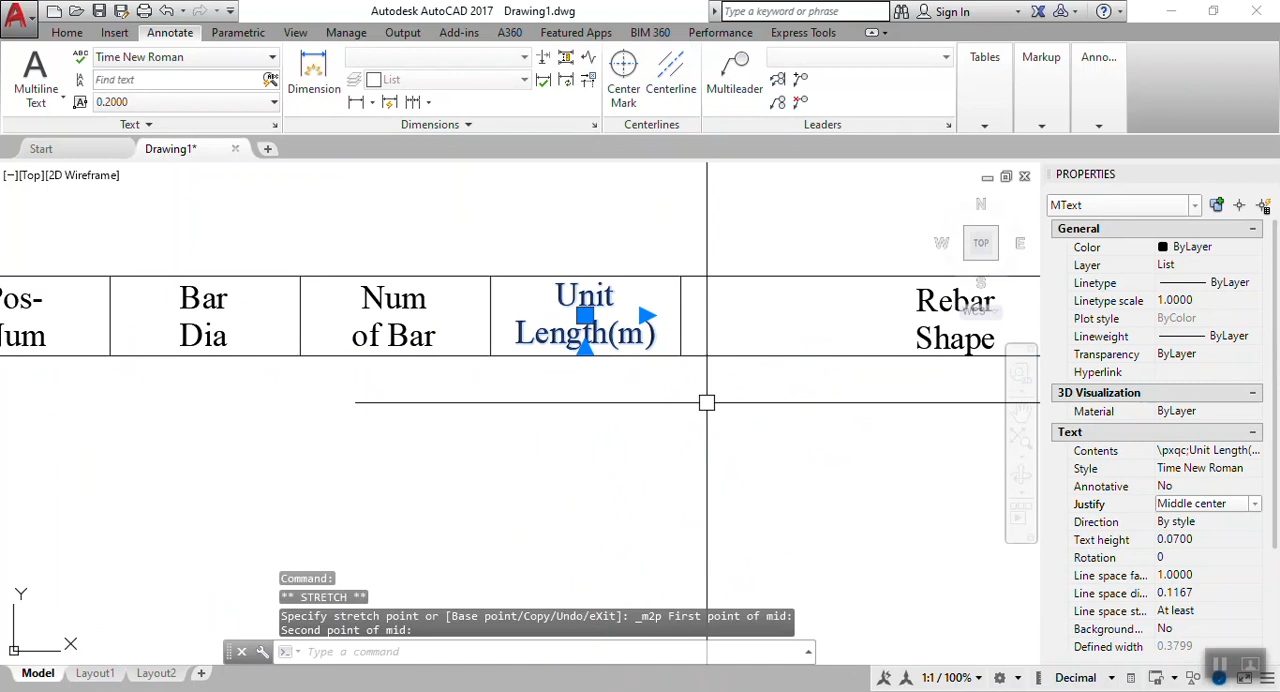 Autodesk AutoCAD 2017 Drawing1.dwg
Type a keyword or phrase
Sign In
Home Insert Annotate Parametric View Manage Output Add-ins A360 Featured Apps BIM 360 Performance Express Tools
Multiline
Text
Time New Roman
Find text
0.2000
Text
Dimension
List
Dimensions
Center
Mark
Centerline
Centerlines
Multileader
Leaders
Tables
Markup
Anno...
Start
Drawing1*
[−][Top][2D Wireframe]
N
W TOP E
S
WCS
Pos-
Num
Bar
Dia
Num
of Bar
Unit
Length(m)
Rebar
Shape
Y
X
Command:
** STRETCH **
Specify stretch point or [Base point/Copy/Undo/eXit]: _m2p First point of mid:
Second point of mid:
Type a command
PROPERTIES
MText
General
Color ByLayer
Layer List
Linetype ByLayer
Linetype scale 1.0000
Plot style ByColor
Lineweight ByLayer
Transparency ByLayer
Hyperlink
3D Visualization
Material ByLayer
Text
Contents \pxqc;Unit Length(...
Style Time New Roman
Annotative No
Justify Middle center
Direction By style
Text height 0.0700
Rotation 0
Line space fa... 1.0000
Line space di... 0.1167
Line space st... At least
Background... No
Defined width 0.3799
Model Layout1 Layout2
1:1 / 100%
Decimal